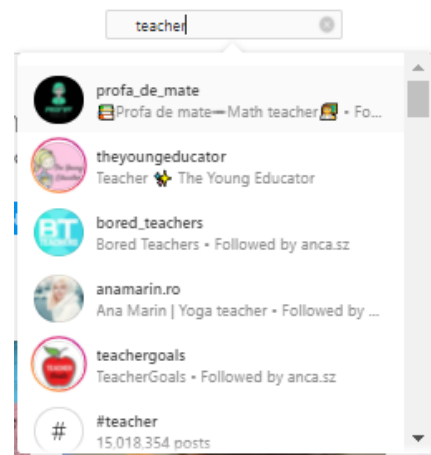 teacher
profa_de_mate
📚Profa de mate➖Math teacher👩‍🏫 • Fo...
theyoungeducator
Teacher ✨ The Young Educator
BT
TEACHERS
bored_teachers
Bored Teachers • Followed by anca.sz
anamarin.ro
Ana Marin | Yoga teacher • Followed by ...
teachergoals
TeacherGoals • Followed by anca.sz
#
#teacher
15,018,354 posts